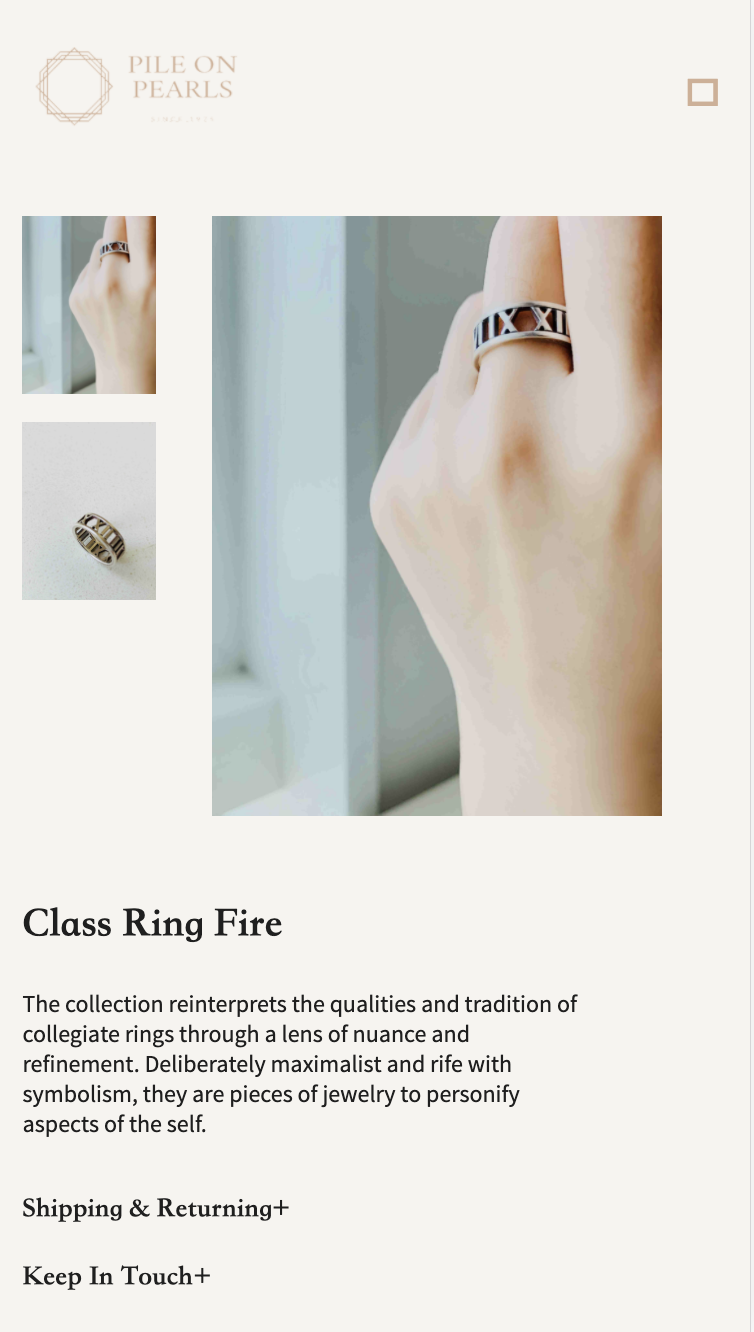 PILE ON
PEARLS
IIX XII
Class Ring Fire
The collection reinterprets the qualities and tradition of
collegiate rings through a lens of nuance and
refinement. Deliberately maximalist and rife with
symbolism, they are pieces of jewelry to personify
aspects of the self.
Shipping & Returning+
Keep In Touch+